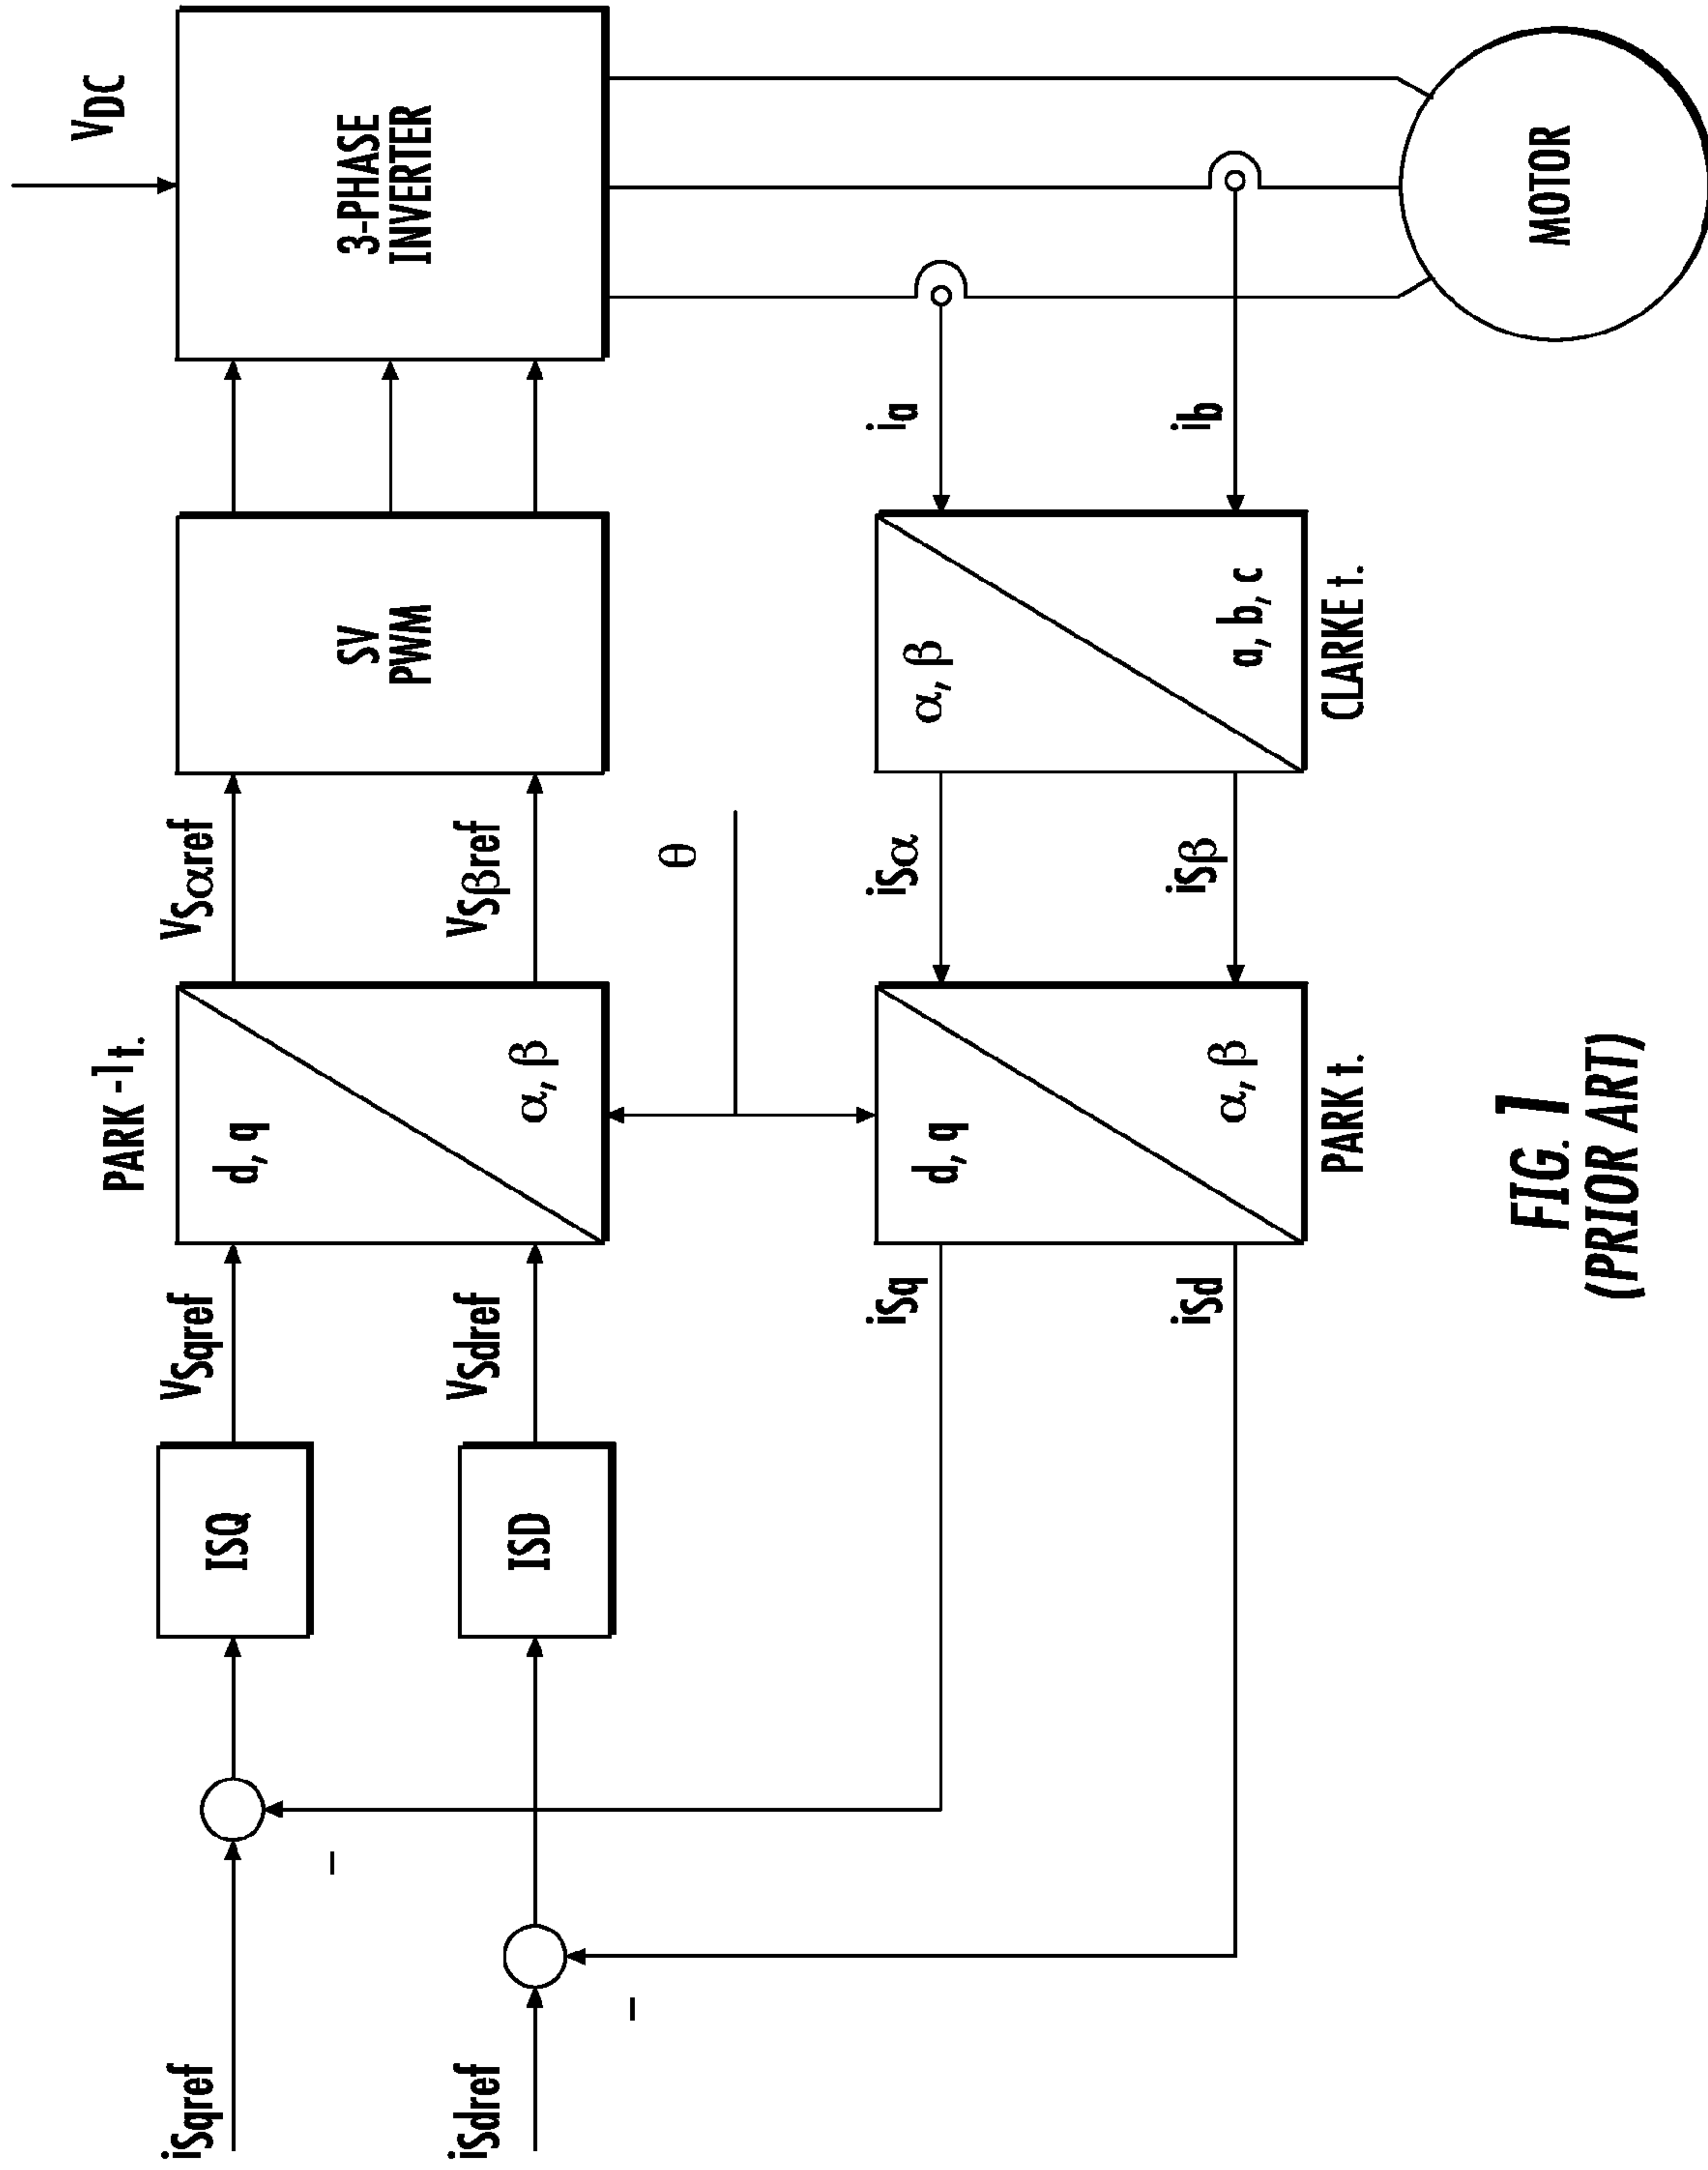 VDC
PARK -1t.
iSqref
ISQ
VSqref
d, q
α, β
VSαref
SV
PWM
3-PHASE
INVERTER
iSdref
ISD
VSdref
VSβref
–
–
θ
iSq
d, q
α, β
iSα
α, β
a, b, c
ia
iSd
iSβ
ib
PARK t.
CLARKE t.
MOTOR
FIG. 1
(PRIOR ART)